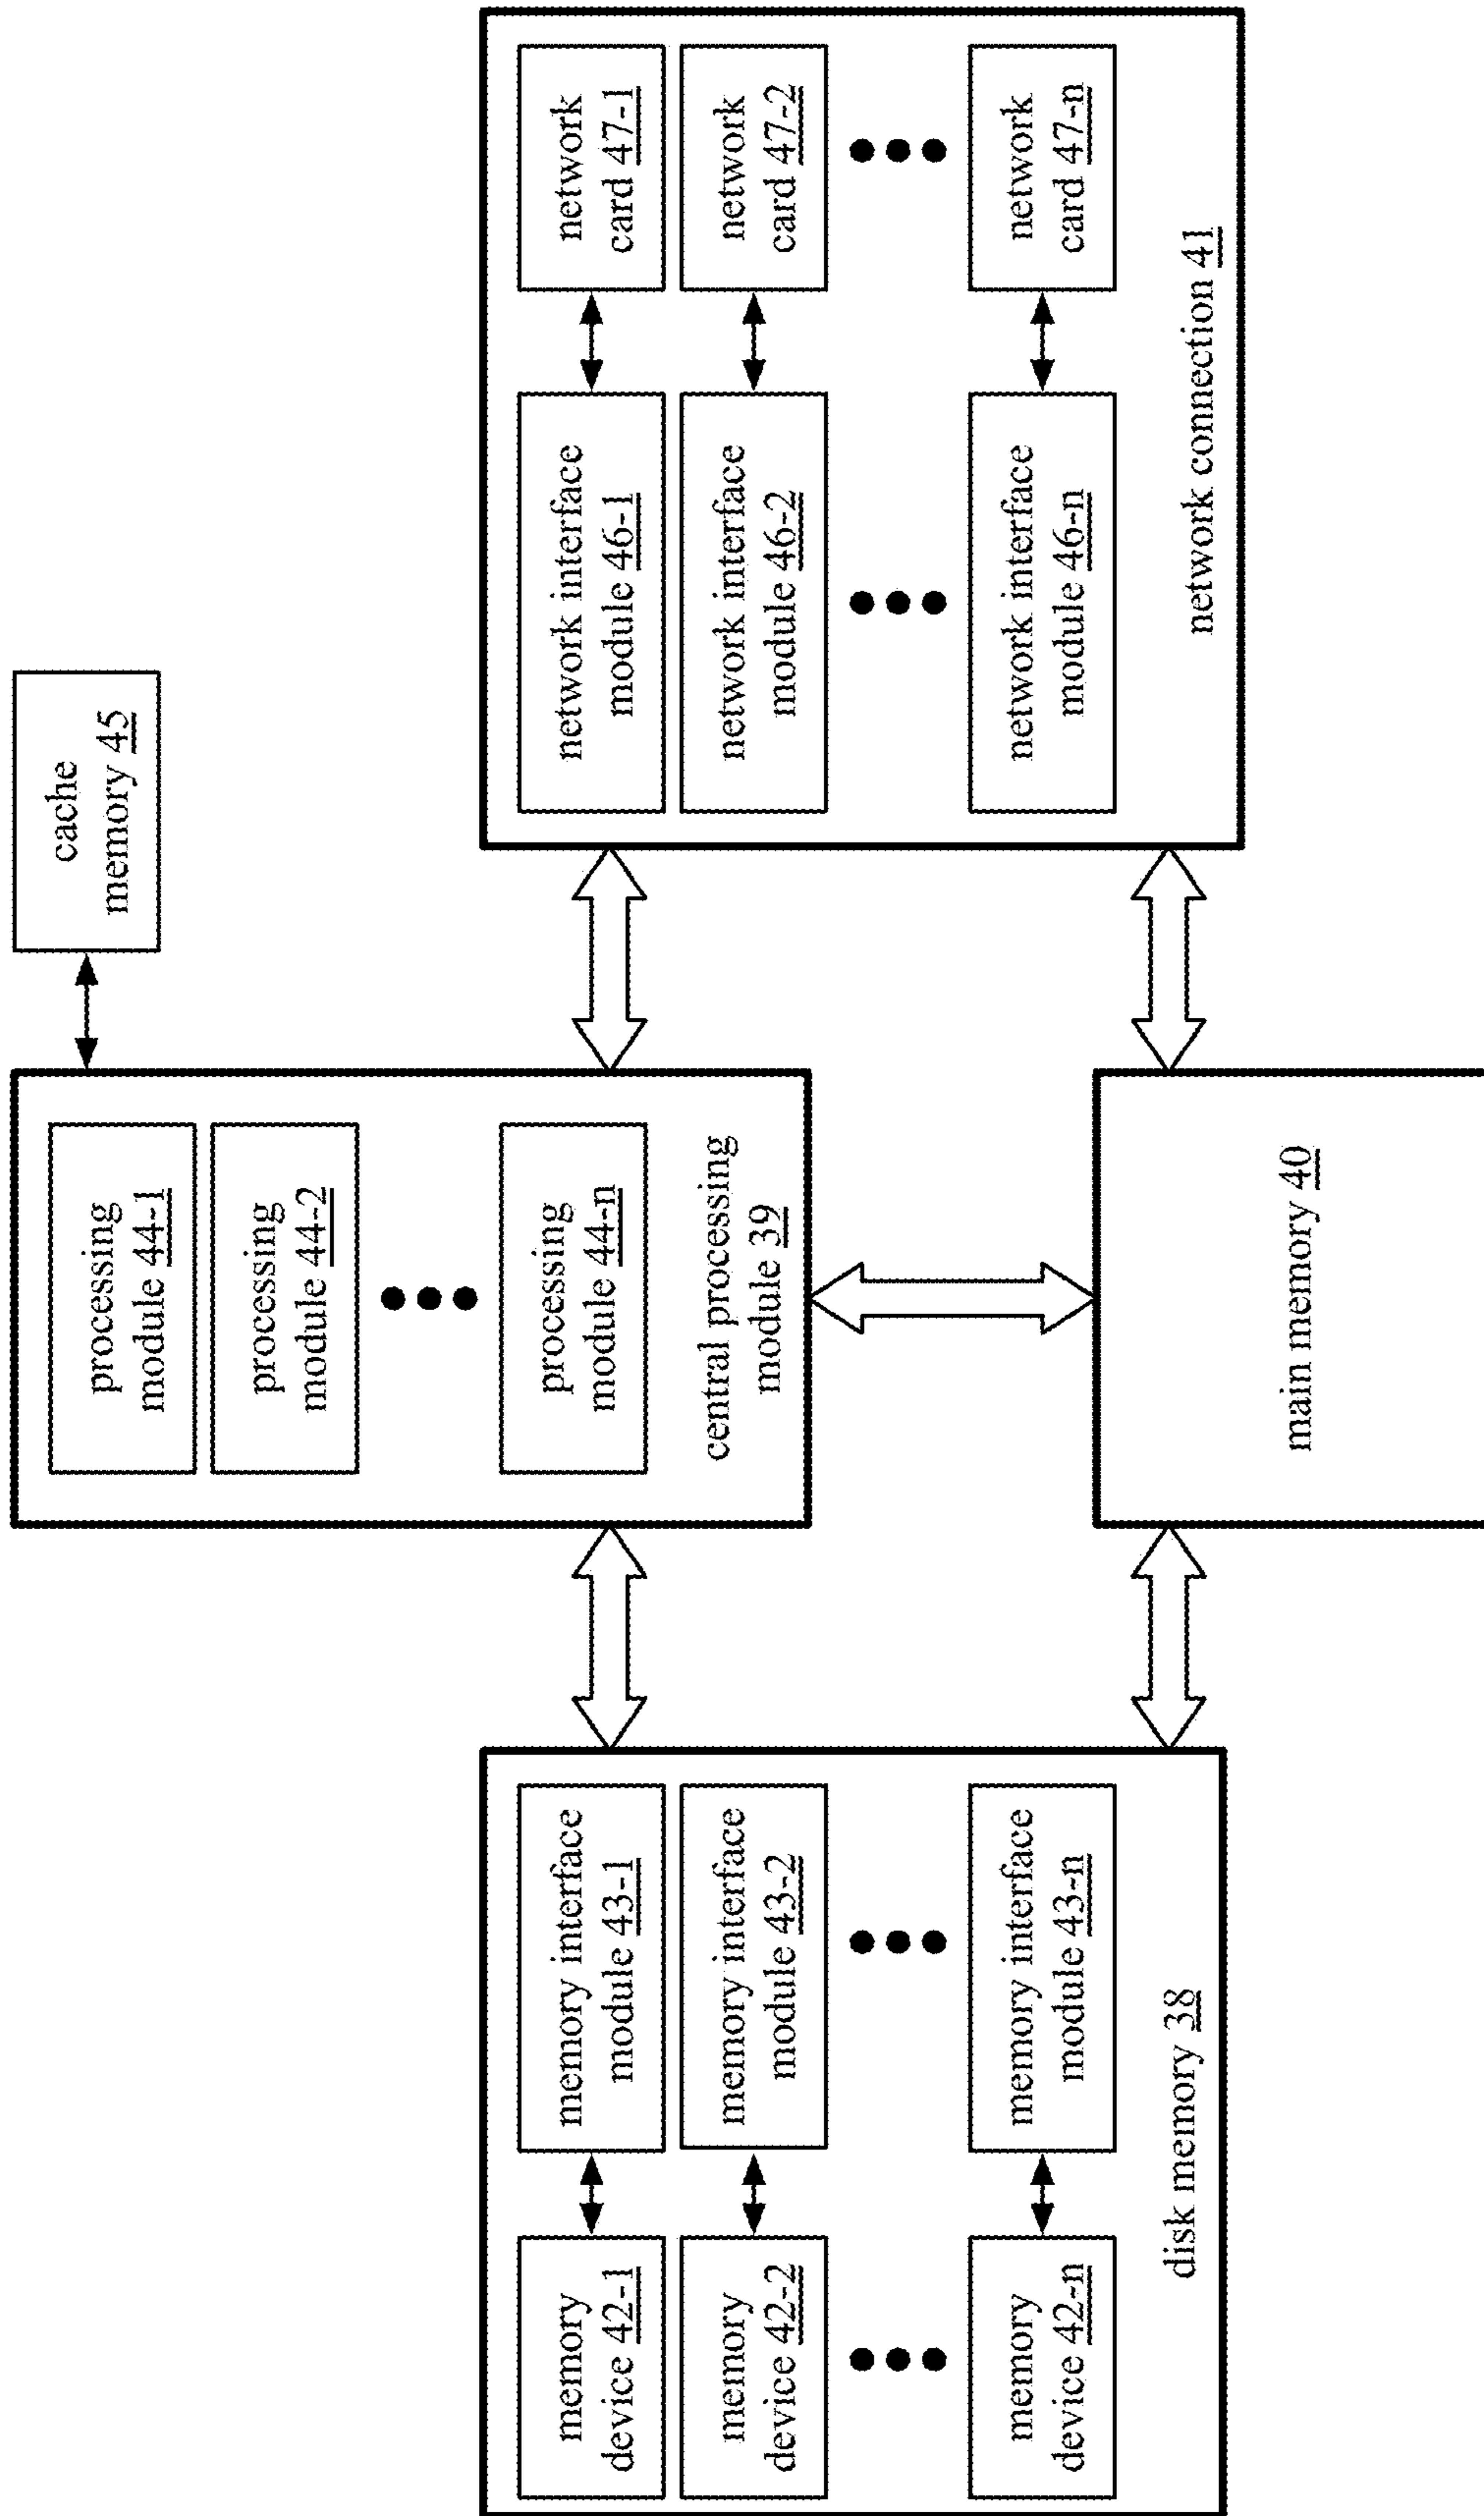 cache
memory 45
processing
module 44-1
processing
module 44-2
processing
module 44-n
central processing
module 39
memory
device 42-1
memory interface
module 43-1
memory
device 42-2
memory interface
module 43-2
memory
device 42-n
memory interface
module 43-n
disk memory 38
main memory 40
network interface
module 46-1
network
card 47-1
network interface
module 46-2
network
card 47-2
network interface
module 46-n
network
card 47-n
network connection 41